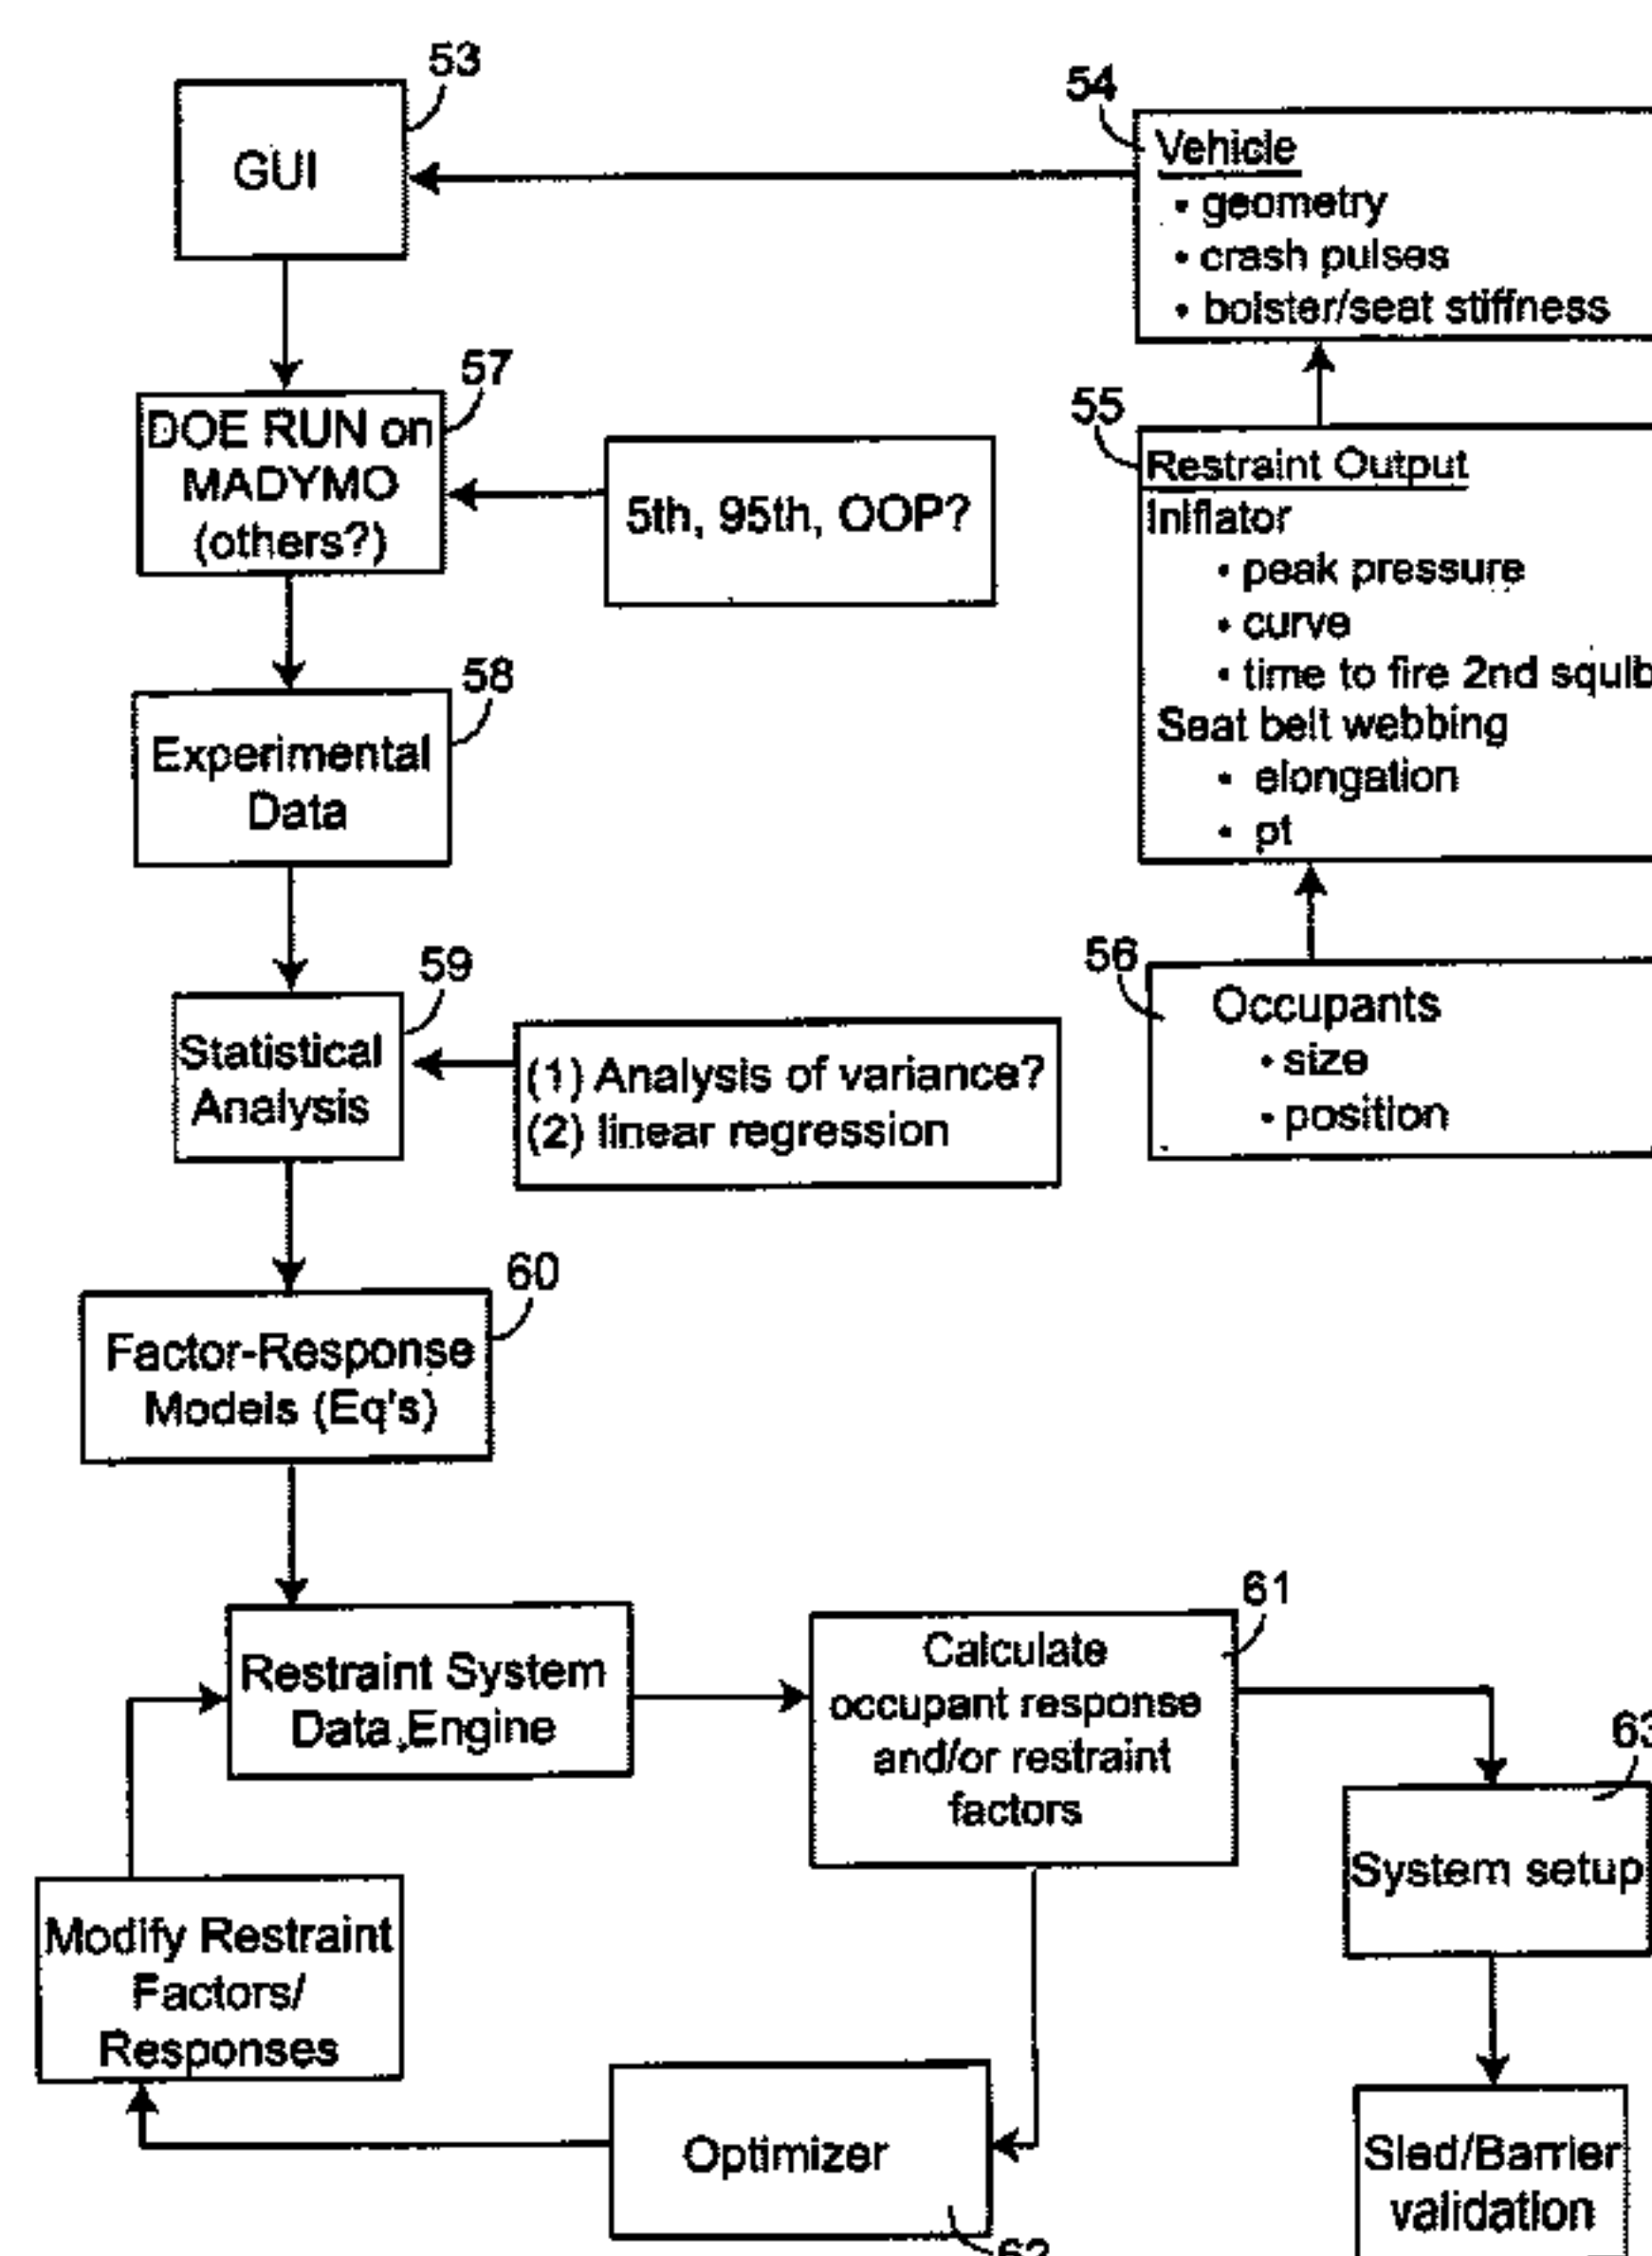 53
GUI
54
Vehicle
• geometry
• crash pulses
• bolster/seat stiffness
57
DOE RUN on
MADYMO
(others?)
5th, 95th, OOP?
55
Restraint Output
Iniflator
• peak pressure
• curve
• time to fire 2nd squib
Seat belt webbing
• elongation
• pt
58
Experimental
Data
56
Occupants
• size
• position
59
Statistical
Analysis
(1) Analysis of variance?
(2) linear regression
60
Factor-Response
Models (Eq's)
Restraint System
Data Engine
61
Calculate
occupant response
and/or restraint
factors
63
System setup
Modify Restraint
Factors/
Responses
Optimizer
62
Sled/Barrier
validation